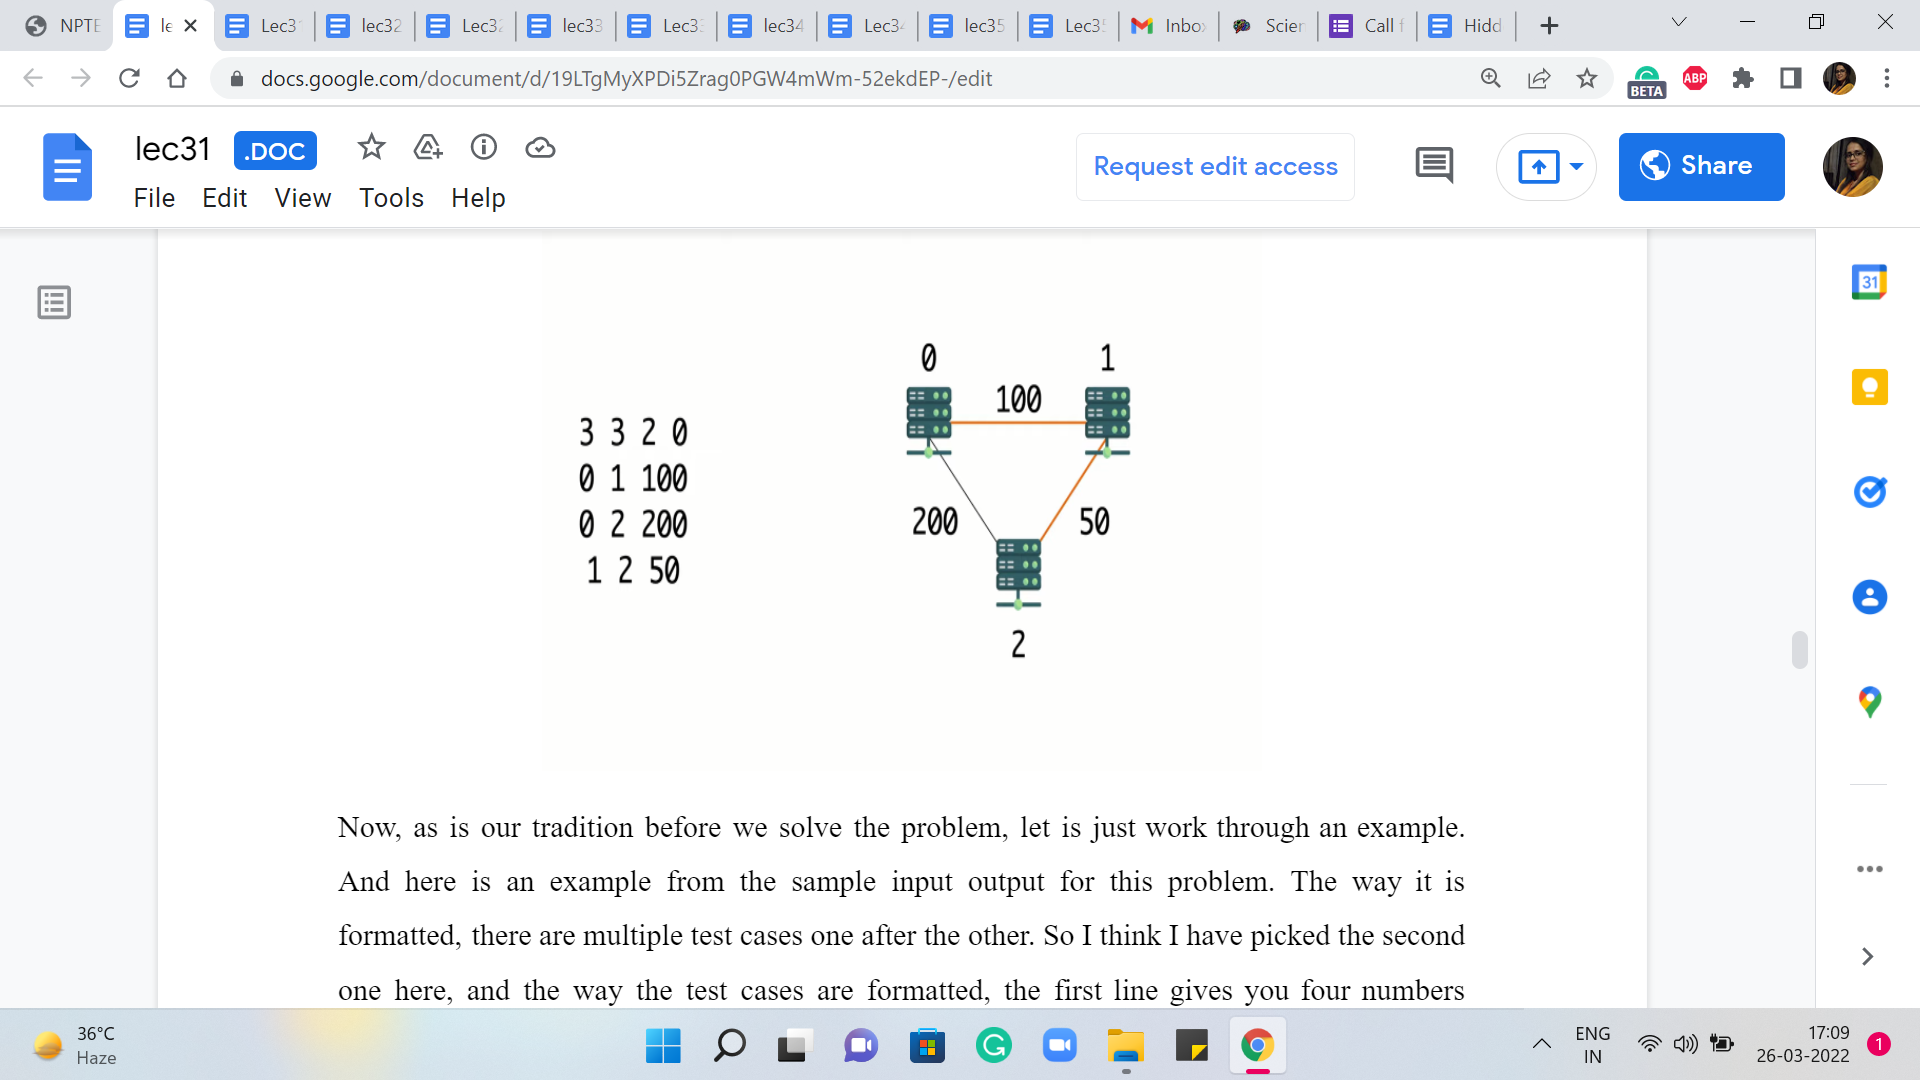 NPTE
le
Lec31
lec32
Lec32
lec33
Lec33
lec34
Lec34
lec35
Lec35
Inbox
Scien
Call f
Hidd
docs.google.com/document/d/19LTgMyXPDi5Zrag0PGW4mWm-52ekdEP-/edit
BETA
ABP
lec31
.DOC
Request edit access
Share
File Edit View Tools Help
31
0
1
100
3 3 2 0
0 1 100
0 2 200
1 2 50
200
50
2
Now, as is our tradition before we solve the problem, let is just work through an example.
And here is an example from the sample input output for this problem. The way it is
formatted, there are multiple test cases one after the other. So I think I have picked the second
one here, and the way the test cases are formatted, the first line gives you four numbers
36°C
Haze
ENG
IN
17:09
26-03-2022
1